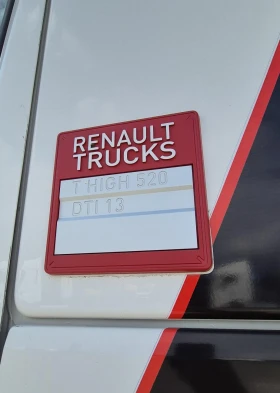 RENAULT
TRUCKS
T HIGH 520
DTI 13